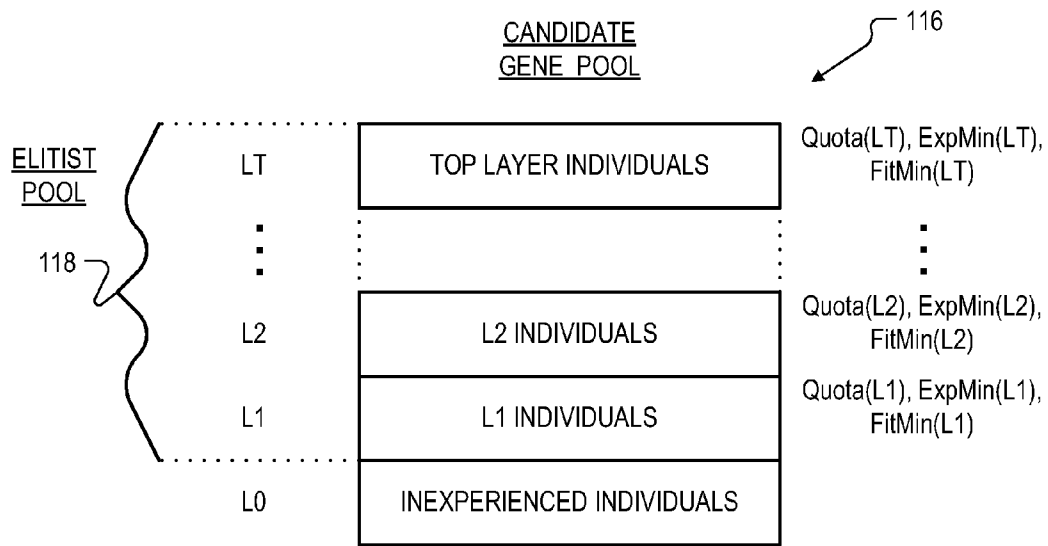 CANDIDATE
GENE POOL
116
ELITIST
POOL
118
LT
TOP LAYER INDIVIDUALS
Quota(LT), ExpMin(LT),
FitMin(LT)
L2
L2 INDIVIDUALS
Quota(L2), ExpMin(L2),
FitMin(L2)
L1
L1 INDIVIDUALS
Quota(L1), ExpMin(L1),
FitMin(L1)
L0
INEXPERIENCED INDIVIDUALS